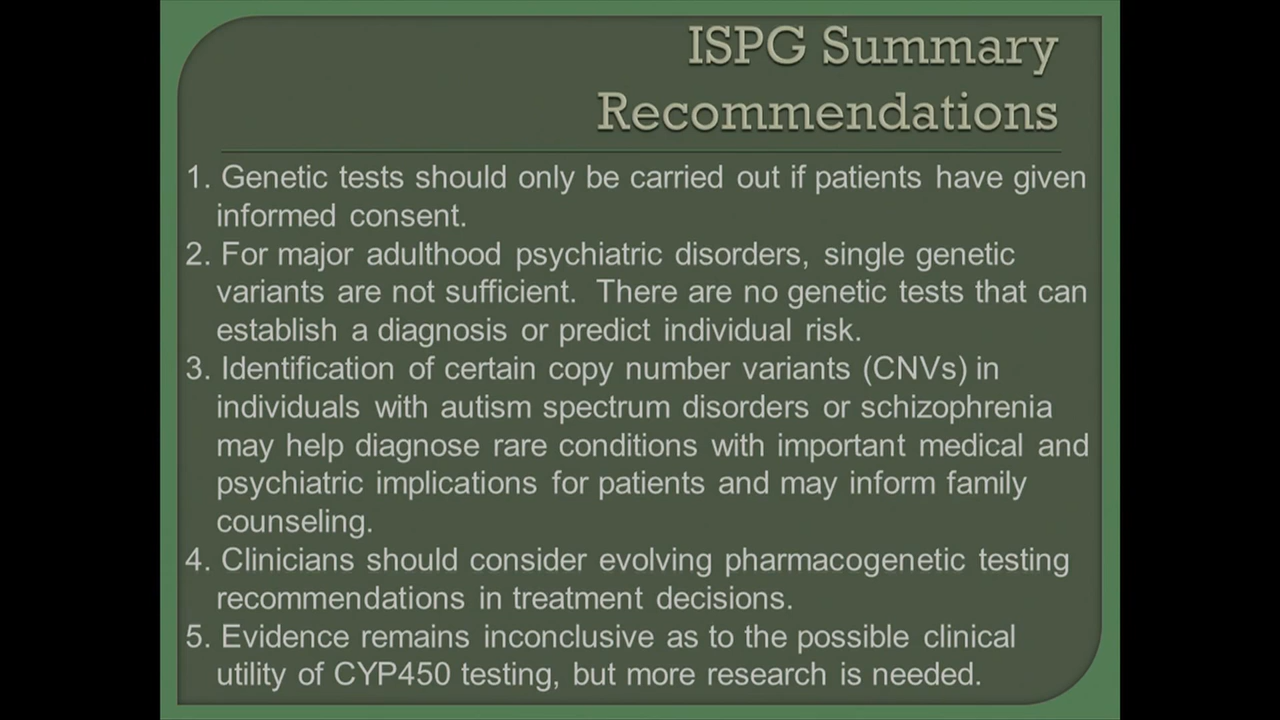 ISPG Summary
Recommendations
1. Genetic tests should only be carried out if patients have given
informed consent.
2. For major adulthood psychiatric disorders, single genetic
variants are not sufficient. There are no genetic tests that can
establish a diagnosis or predict individual risk.
3. Identification of certain copy number variants (CNVs) in
individuals with autism spectrum disorders or schizophrenia
may help diagnose rare conditions with important medical and
psychiatric implications for patients and may inform family
counseling.
4. Clinicians should consider evolving pharmacogenetic testing
recommendations in treatment decisions.
5. Evidence remains inconclusive as to the possible clinical
utility of CYP450 testing, but more research is needed.